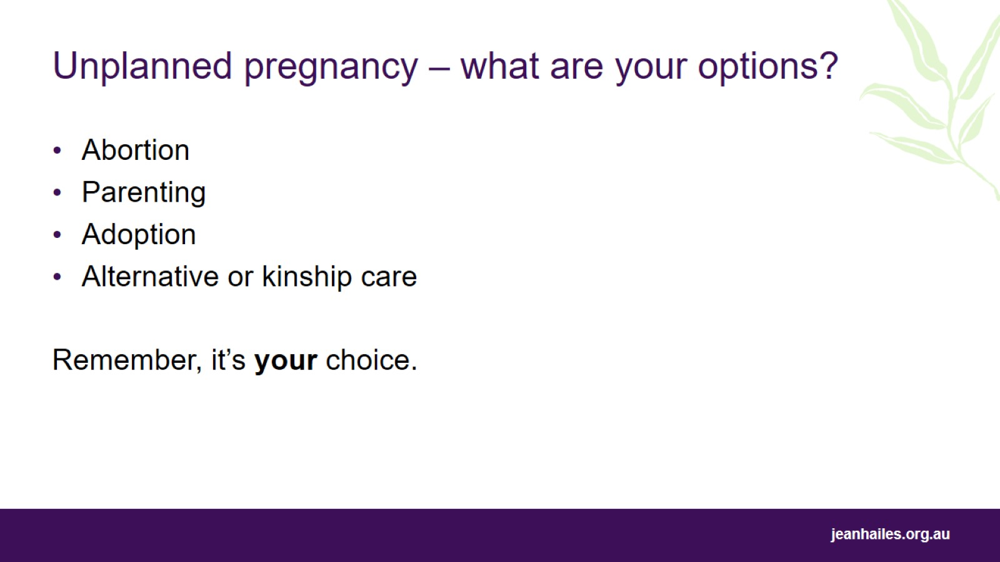 Unplanned pregnancy – what are your options?
• Abortion
• Parenting
• Adoption
• Alternative or kinship care
Remember, it’s your choice.
jeanhailes.org.au